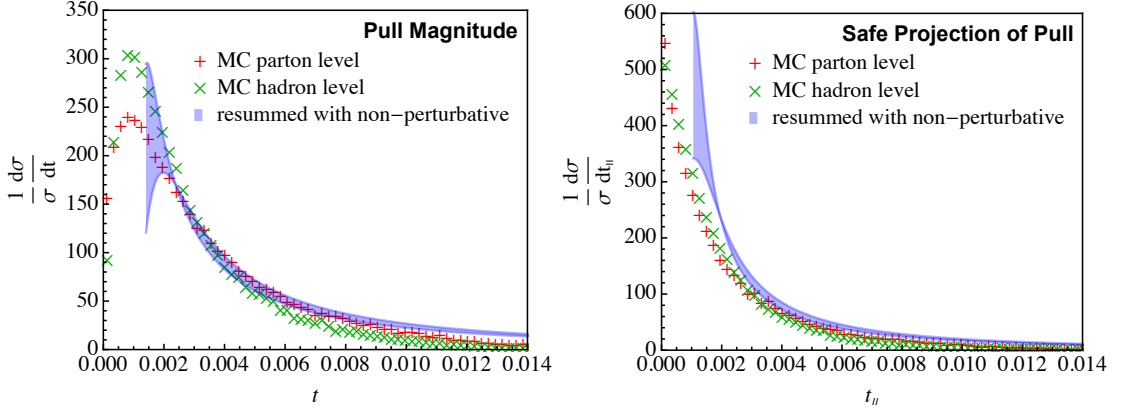 Pull Magnitude
MC parton level
MC hadron level
resummed with non−perturbative
350
300
250
200
150
100
50
0
0.000 0.002 0.004 0.006 0.008 0.010 0.012 0.014
t
1 dσ
σ dt
Safe Projection of Pull
MC parton level
MC hadron level
resummed with non−perturbative
600
500
400
300
200
100
0
0.000 0.002 0.004 0.006 0.008 0.010 0.012 0.014
t∥
1 dσ
σ dt∥